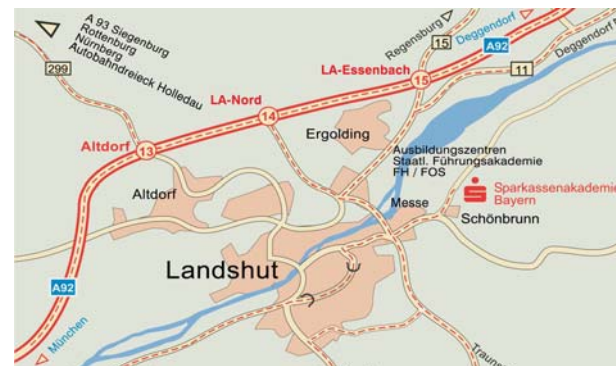 A 93 Siegenburg
Rottenburg
Nürnberg
Autobahndreieck Holledau
299
Regensburg
15
Deggendorf
A92
Deggendorf
11
LA-Essenbach
15
LA-Nord
14
Altdorf
13
Ergolding
Ausbildungszentren
Staatl. Führungsakademie
FH / FOS
Messe
Sparkassenakademie
Bayern
Schönbrunn
Altdorf
Landshut
A92
München